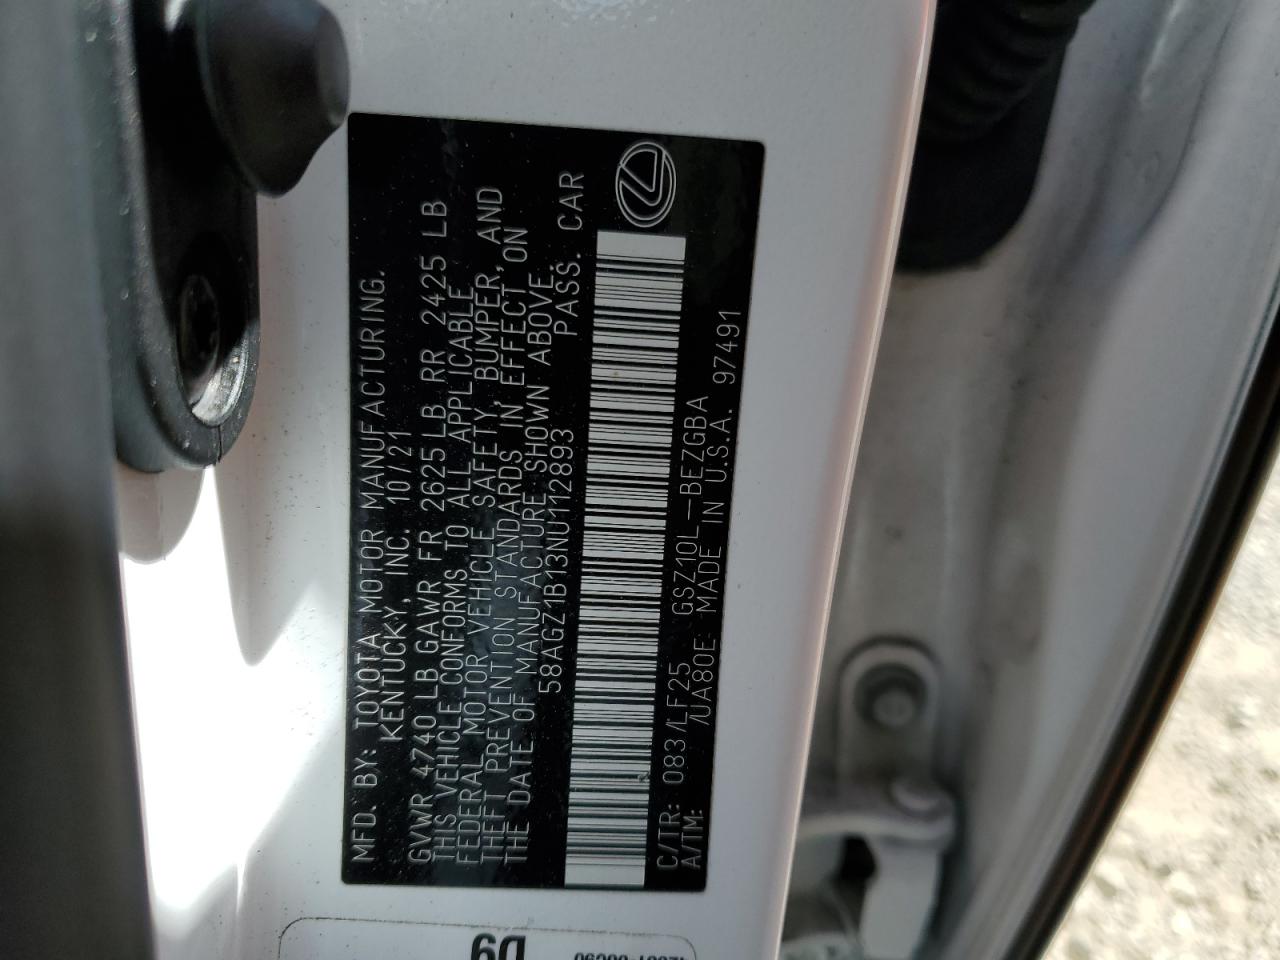 MFD. BY: TOYOTA MOTOR MANUFACTURING.
KENTUCKY, INC. 10/21
GVWR 4740 LB GAWR FR 2625LB RR 2425 LB
THIS VEHICLE CONFORMS TO ALL APPLICABLE
FEDERAL MOTOR VEHICLE SAFETY, BUMPER, AND
THEFT PREVENTION STANDARDS IN EFFECT ON
THE DATE OF MANUFACTURE SHOWN ABOVE.
58AGZ1B13NU112893 PASS. CAR
C/TR: 083/LF25 GSZ10L-BEZGBA
A/TM: /UA80E MADE IN U.S.A. 97491
D9